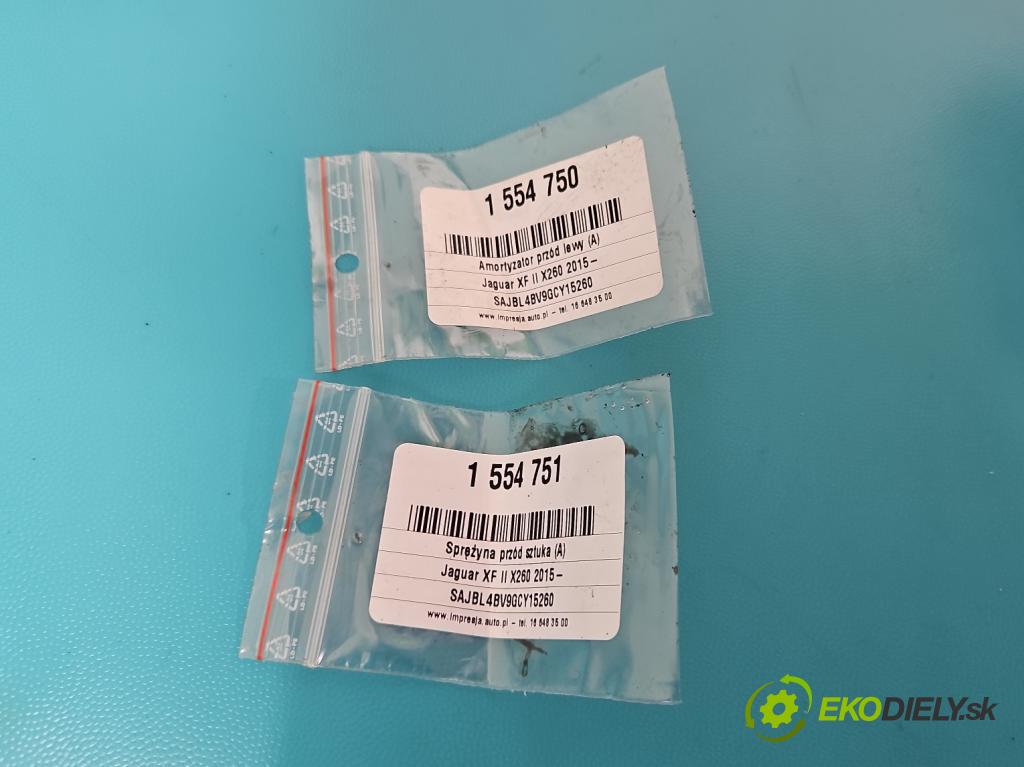 1 554 750
Amortyzator przód lewy (A)
Jaguar XF II X260 2015–
SAJBL4BV9GCY15260
www.impresja.auto.pl – tel. 16 648 35 00
1 554 751
Sprężyna przód sztuka (A)
Jaguar XF II X260 2015–
SAJBL4BV9GCY15260
www.impresja.auto.pl – tel. 16 648 35 00
EKODIELY.sk